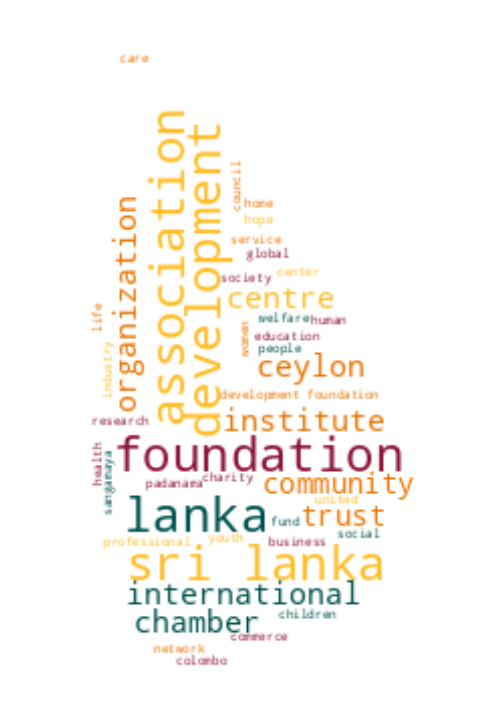 care
association
development
council
organization
home
hope
service
global
center
society
centre
life
welfare
human
women
education
industry
people
ceylon
development foundation
research
institute
foundation
health
sangamaya
charity
padanama
community
united
lanka
trust
fund
social
professional
youth
business
sri lanka
international
children
chamber
commerce
network
colombo